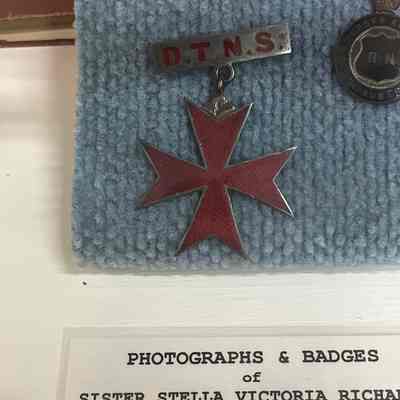 D.T.N.S.
PHOTOGRAPHS & BADGES
of
SISTER STELLA VICTORIA